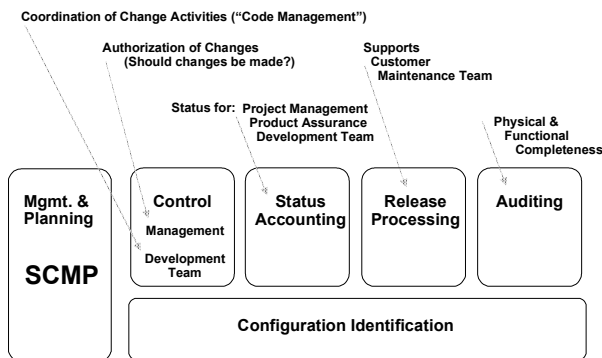 Coordination of Change Activities (“Code Management”)
Authorization of Changes
(Should changes be made?)
Supports
Customer
Maintenance Team
Status for: Project Management
Product Assurance
Development Team
Physical &
Functional
Completeness
Mgmt. &
Planning
SCMP
Control
Management
Development
Team
Status
Accounting
Release
Processing
Auditing
Configuration Identification